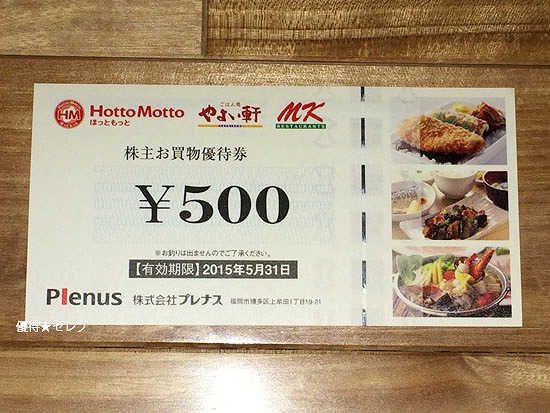 HM HottoMotto
ほっともっと
ごはん処
やよい軒
MK
RESTAURANTS
株主お買物優待券
¥500
※お釣りは出ませんのでご了承ください。
【有効期限】2015年5月31日
Plenus 株式会社プレナス 福岡市博多区上牟田1丁目19-21
優待★セレブ